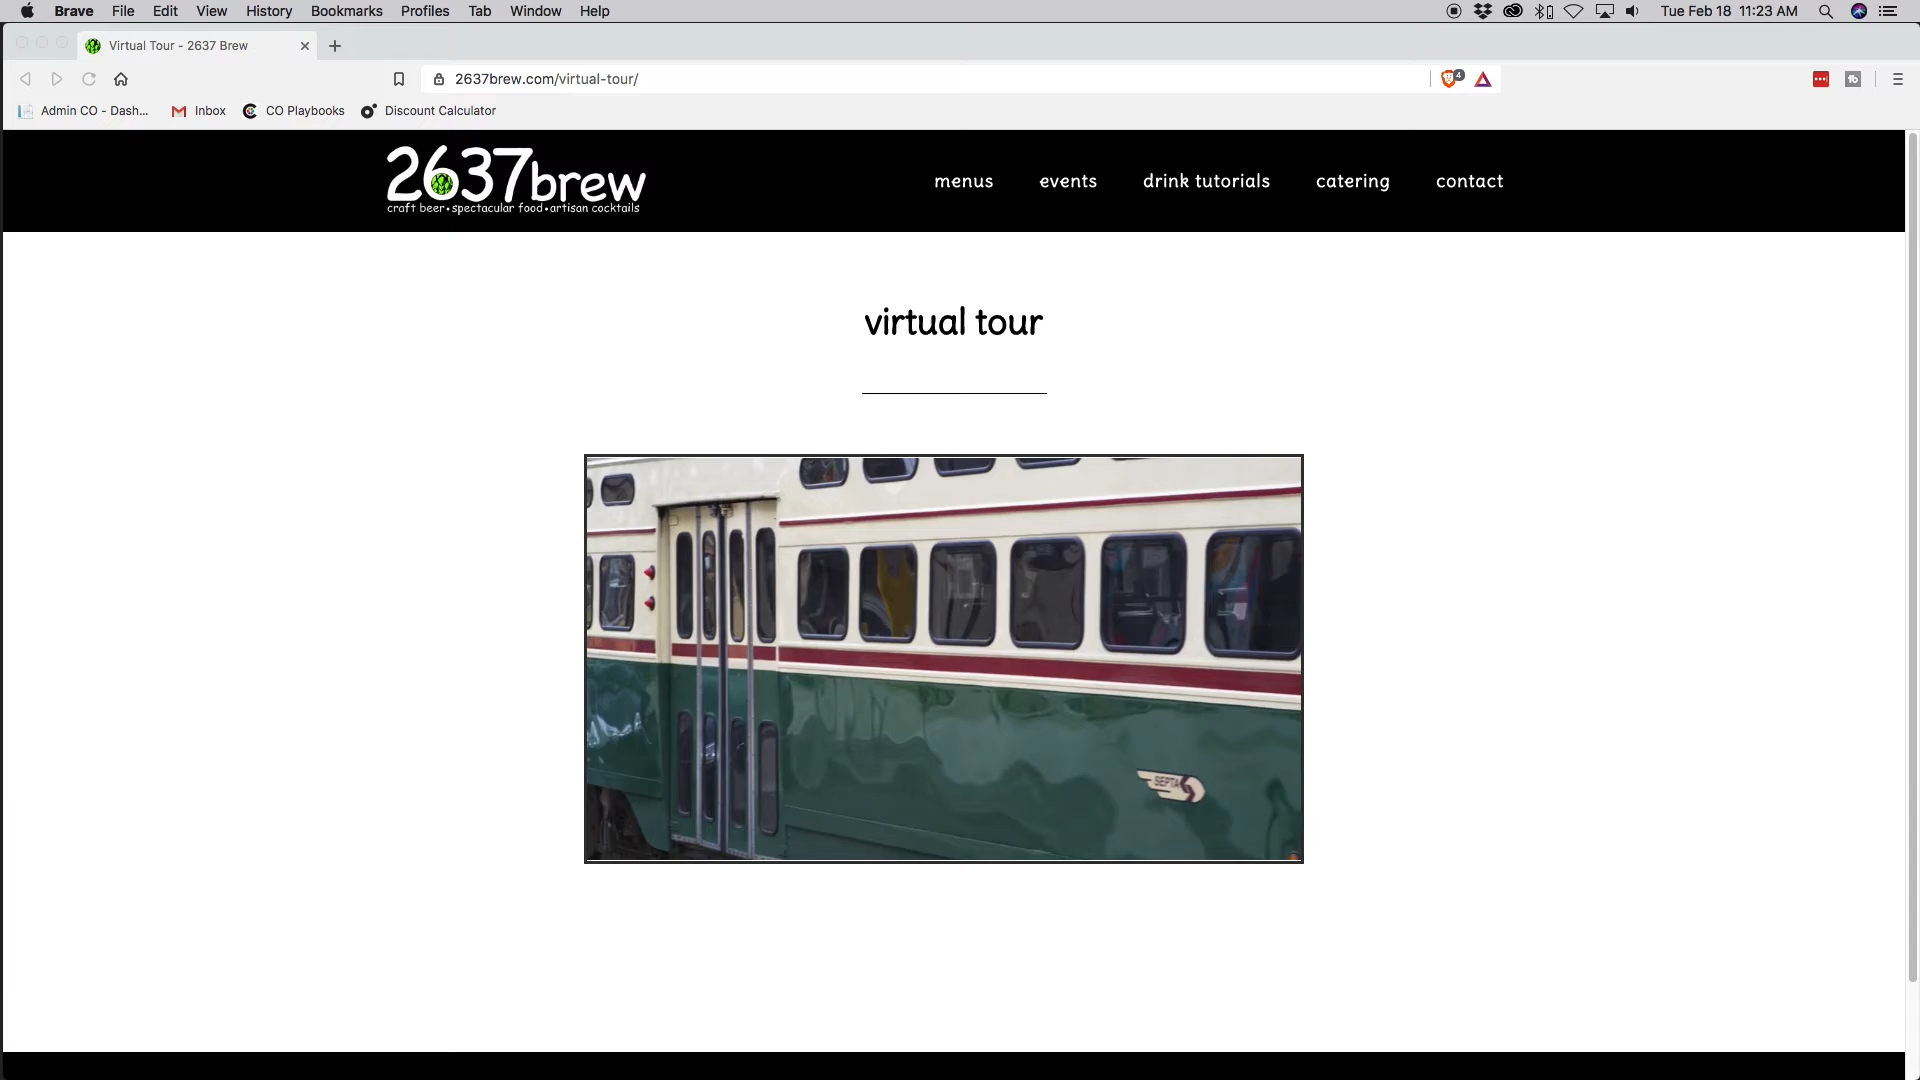 Brave File Edit View History Bookmarks Profiles Tab Window Help Tue Feb 18 11:23 AM
Virtual Tour - 2637 Brew
2637brew.com/virtual-tour/ 4
Admin CO - Dash... Inbox CO Playbooks Discount Calculator
2637brew
craft beer•spectacular food•artisan cocktails
menus events drink tutorials catering contact
virtual tour
SEPTA